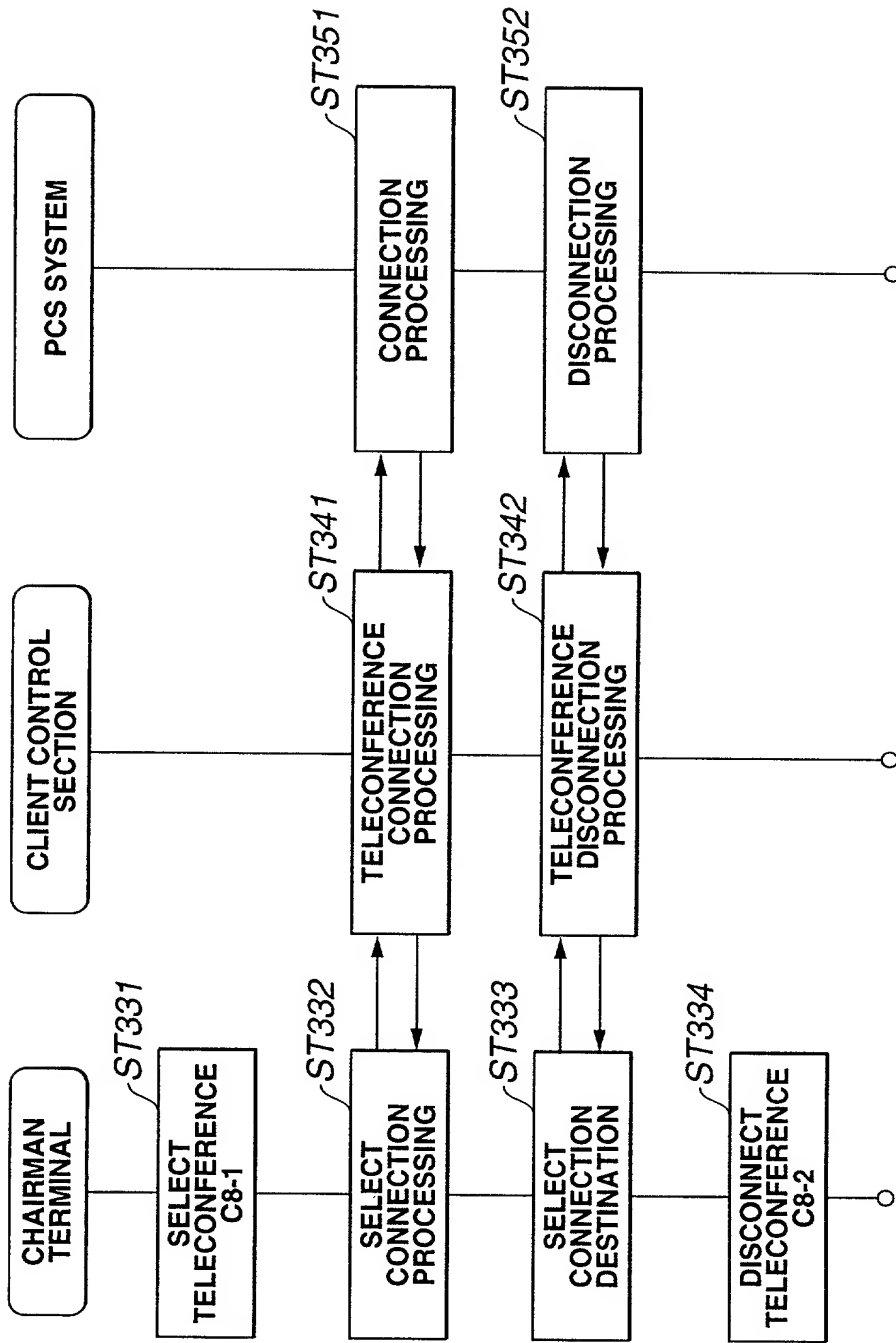 CHAIRMAN
TERMINAL
CLIENT CONTROL
SECTION
PCS SYSTEM
ST331
SELECT
TELECONFERENCE
C8-1
ST332
SELECT
CONNECTION
PROCESSING
ST341
TELECONFERENCE
CONNECTION
PROCESSING
ST351
CONNECTION
PROCESSING
ST333
SELECT
CONNECTION
DESTINATION
ST342
TELECONFERENCE
DISCONNECTION
PROCESSING
ST352
DISCONNECTION
PROCESSING
ST334
DISCONNECT
TELECONFERENCE
C8-2